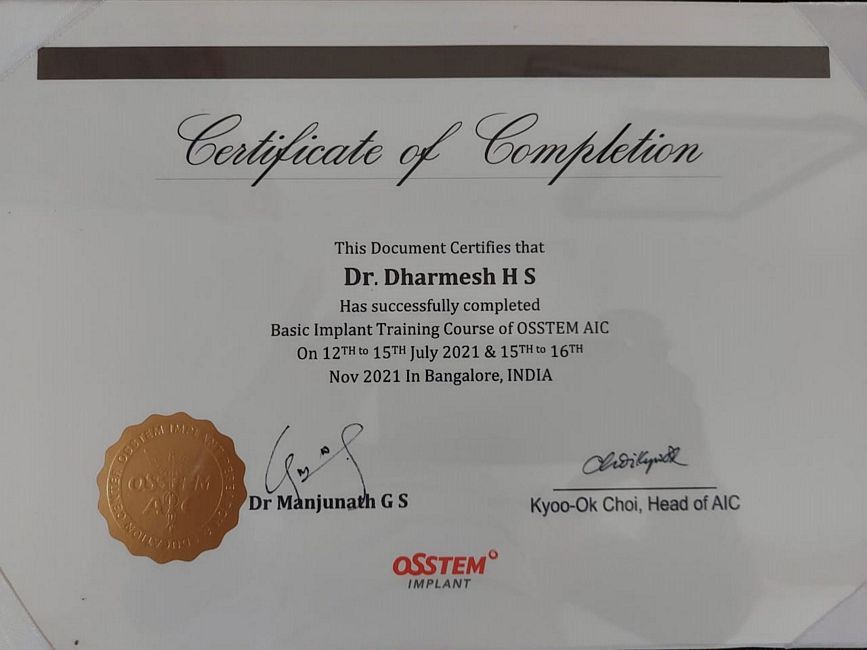 Certificate of Completion
This Document Certifies that
Dr. Dharmesh H S
Has successfully completed
Basic Implant Training Course of OSSTEM AIC
On 12TH to 15TH July 2021 & 15TH to 16TH
Nov 2021 In Bangalore, INDIA
OSSTEM
AIC
Dr Manjunath G S
Kyoo-Ok Choi, Head of AIC
OSSTEM
IMPLANT